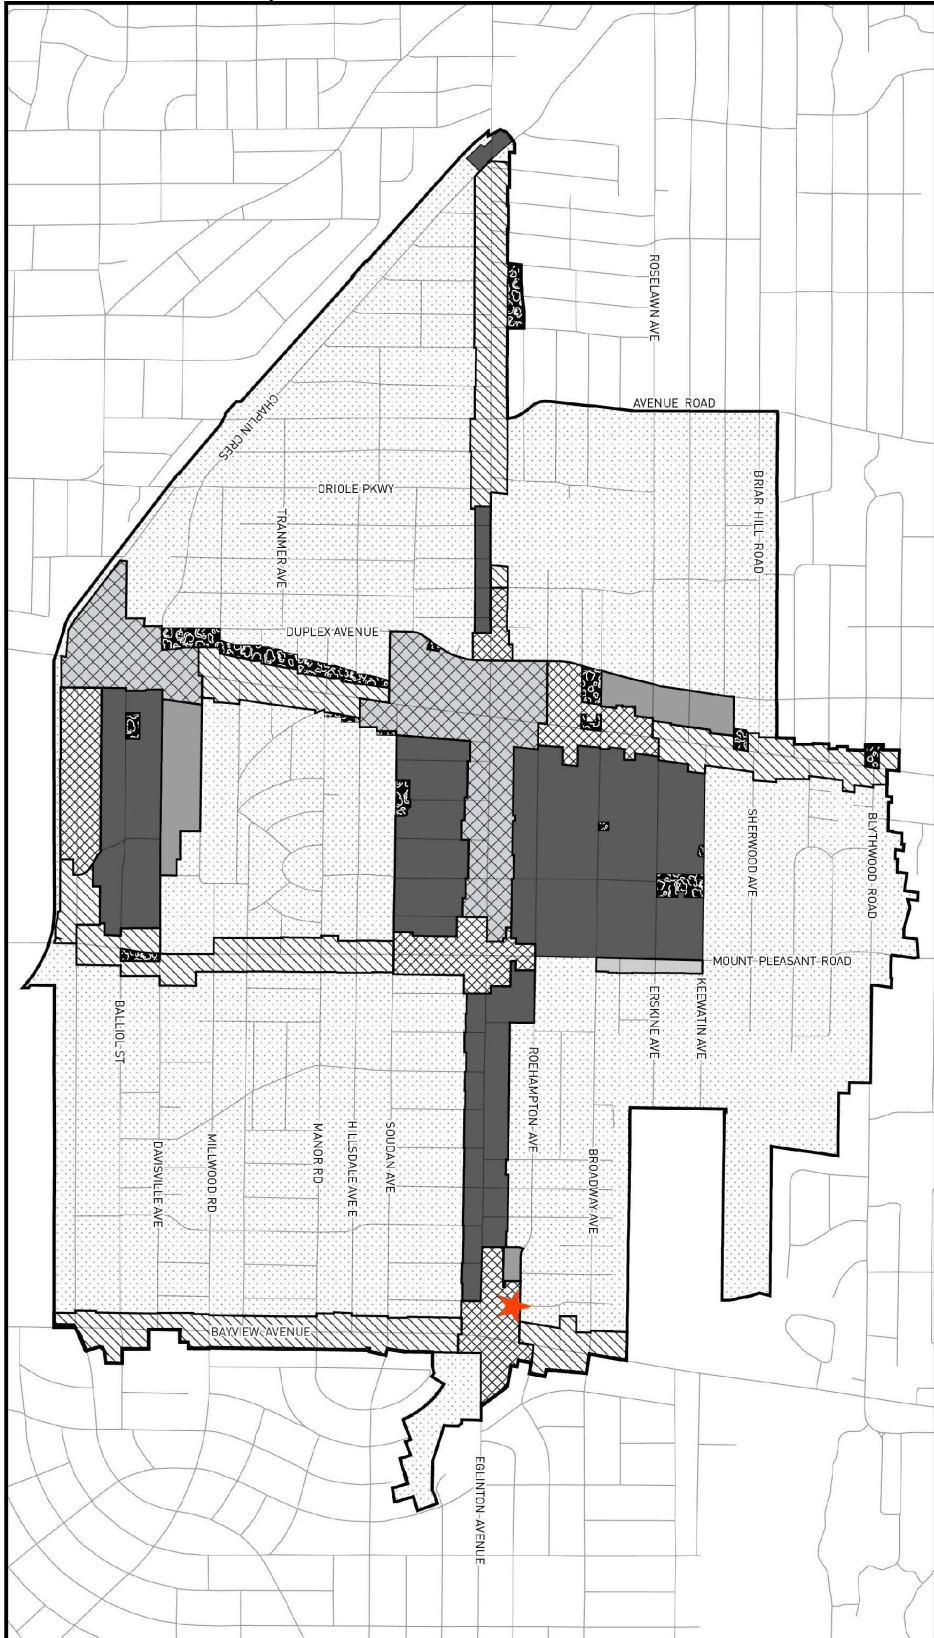 ROSELAWN AVE
AVENUE ROAD
CHAPLIN CRES
BRIAR HILL ROAD
ORIOLE PKWY
TRANMER AVE
DUPLEX AVENUE
SHERWOOD AVE
BLYTHWOOD ROAD
MOUNT PLEASANT ROAD
KEEWATIN AVE
ERSKINE AVE
BALLIOL ST
ROEHAMPTON AVE
DAVISVILLE AVE
MILLWOOD RD
MANOR RD
HILLSDALE AVE E
SOUDAN AVE
BROADWAY AVE
BAYVIEW AVENUE
EGLINTON AVENUE